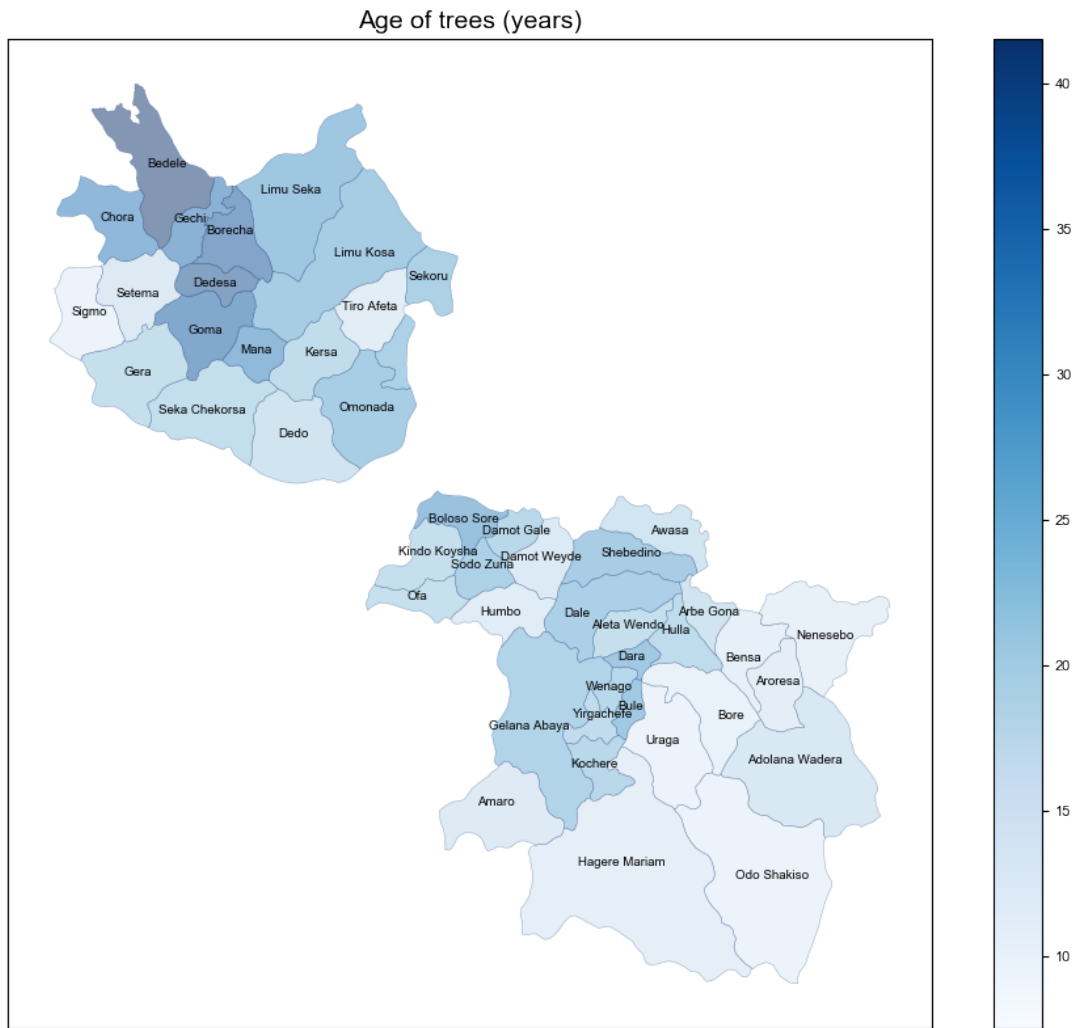 Age of trees (years)
40
35
30
25
20
15
10
Bedele
Limu Seka
Chora
Gechi
Borecha
Limu Kosa
Sekoru
Dedesa
Setema
Tiro Afeta
Sigmo
Goma
Mana
Kersa
Gera
Seka Chekorsa
Omonada
Dedo
Boloso Sore
Damot Gale
Awasa
Kindo Koysha
Shebedino
Damot Weyde
Sodo Zuria
Ofa
Humbo
Dale
Arbe Gona
Aleta Wendo
Hulla
Nenesebo
Dara
Bensa
Aroresa
Wenago
Bule
Yirgachefe
Bore
Gelana Abaya
Uraga
Kochere
Adolana Wadera
Amaro
Hagere Mariam
Odo Shakiso